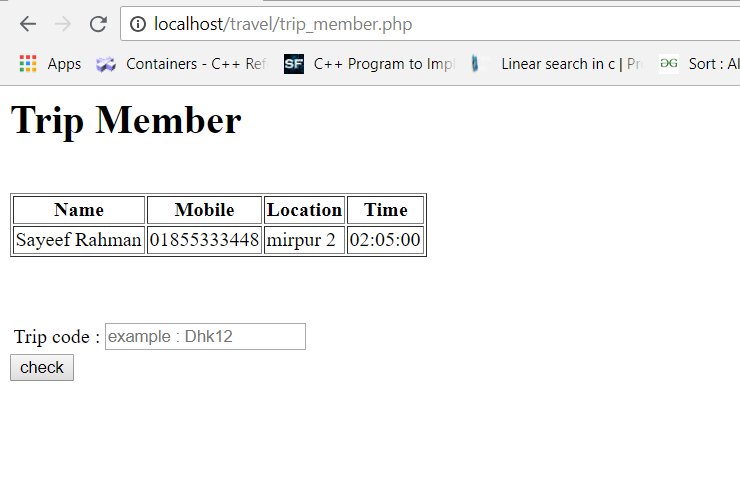 localhost/travel/trip_member.php
Apps Containers - C++ Ref SF C++ Program to Impl Linear search in c | Pr Sort : Al
Trip Member
Name Mobile Location Time
Sayeef Rahman 01855333448 mirpur 2 02:05:00
Trip code : example : Dhk12
check